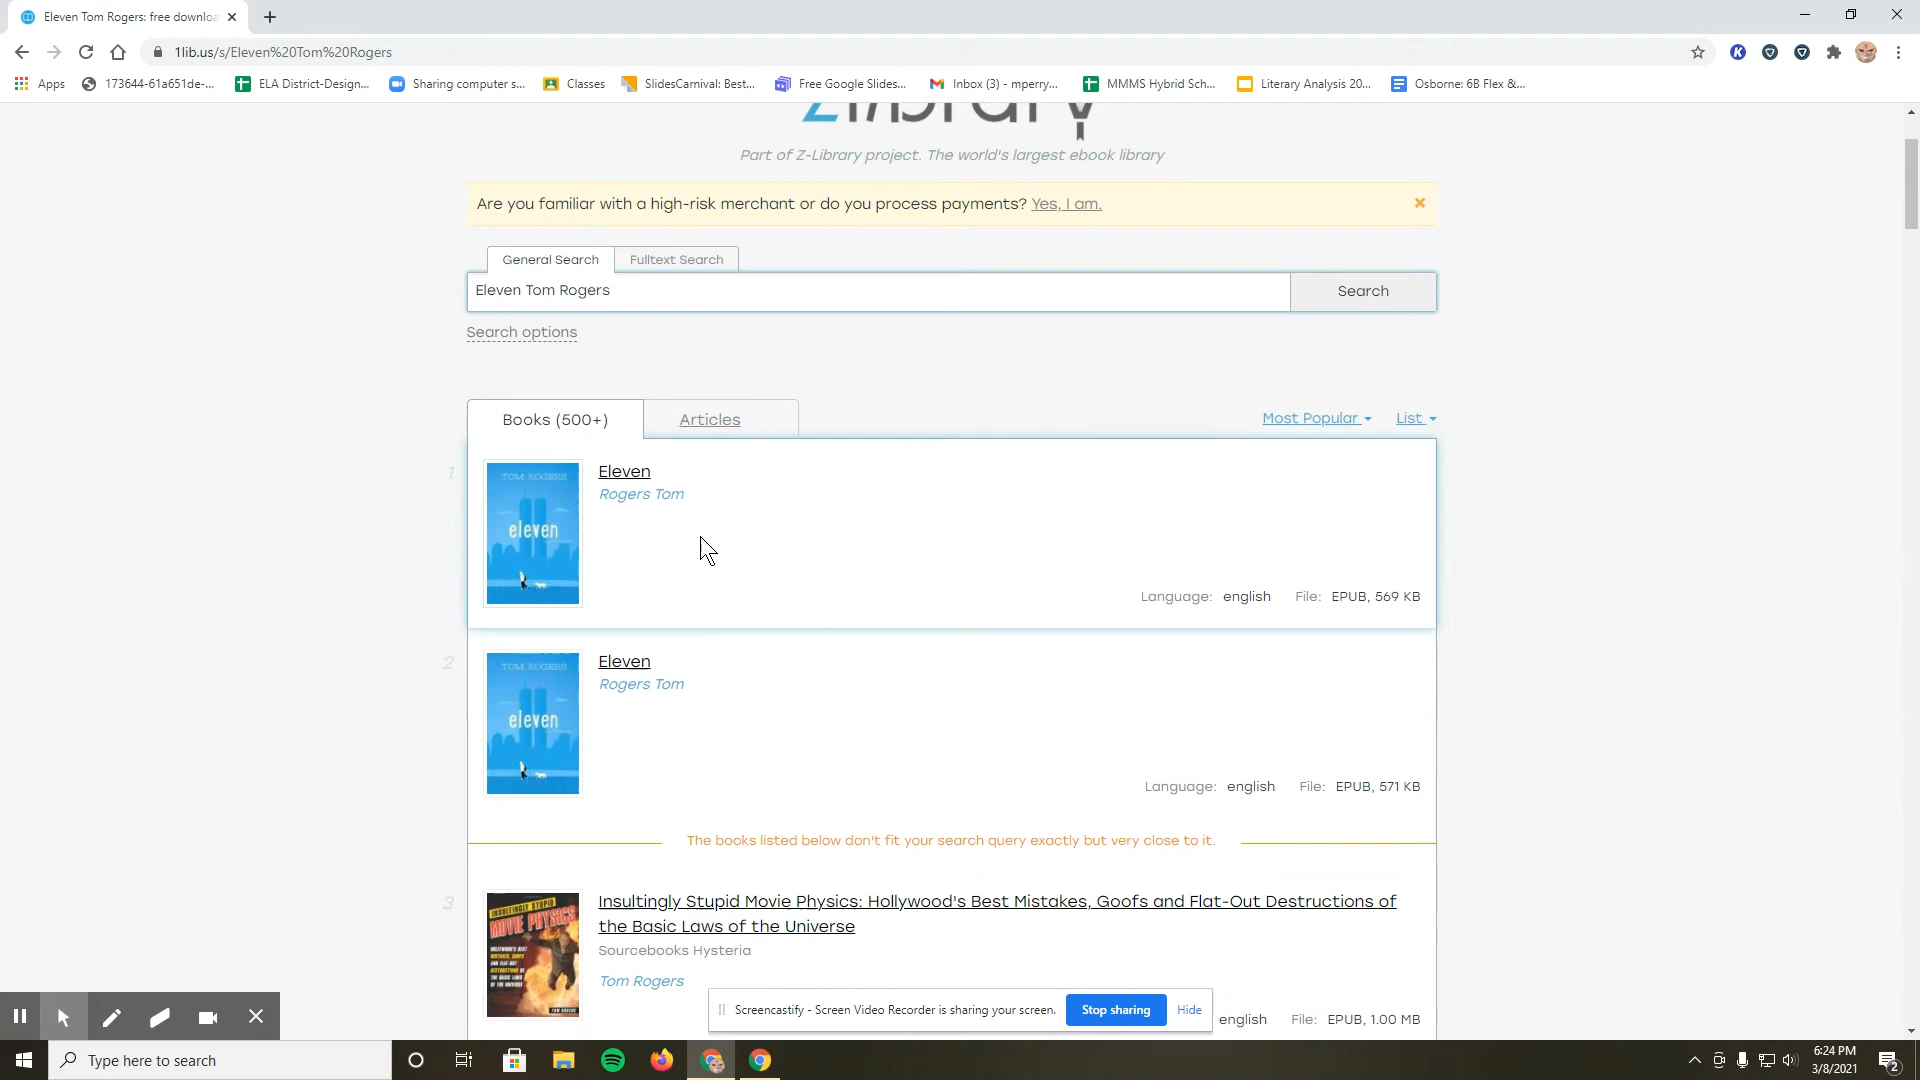 Eleven Tom Rogers: free downloa
1lib.us/s/Eleven%20Tom%20Rogers
Apps 173644-61a651de-... ELA District-Design... Sharing computer s... Classes SlidesCarnival: Best... Free Google Slides... Inbox (3) - mperry... MMMS Hybrid Sch... Literary Analysis 20... Osborne: 6B Flex &...
Part of Z-Library project. The world's largest ebook library
Are you familiar with a high-risk merchant or do you process payments? Yes, I am.
General Search Fulltext Search
Eleven Tom Rogers Search
Search options
Books (500+) Articles Most Popular List
1 Eleven
Rogers Tom
TOM ROGERS
eleven
Language: english File: EPUB, 569 KB
2 Eleven
Rogers Tom
TOM ROGERS
eleven
Language: english File: EPUB, 571 KB
The books listed below don't fit your search query exactly but very close to it.
3 Insultingly Stupid Movie Physics: Hollywood's Best Mistakes, Goofs and Flat-Out Destructions of
the Basic Laws of the Universe
Sourcebooks Hysteria
Tom Rogers
INSULTINGLY STUPID
MOVIE PHYSICS
TOM ROGERS
english File: EPUB, 1.00 MB
Screencastify - Screen Video Recorder is sharing your screen. Stop sharing Hide
Type here to search
6:24 PM
3/8/2021
2